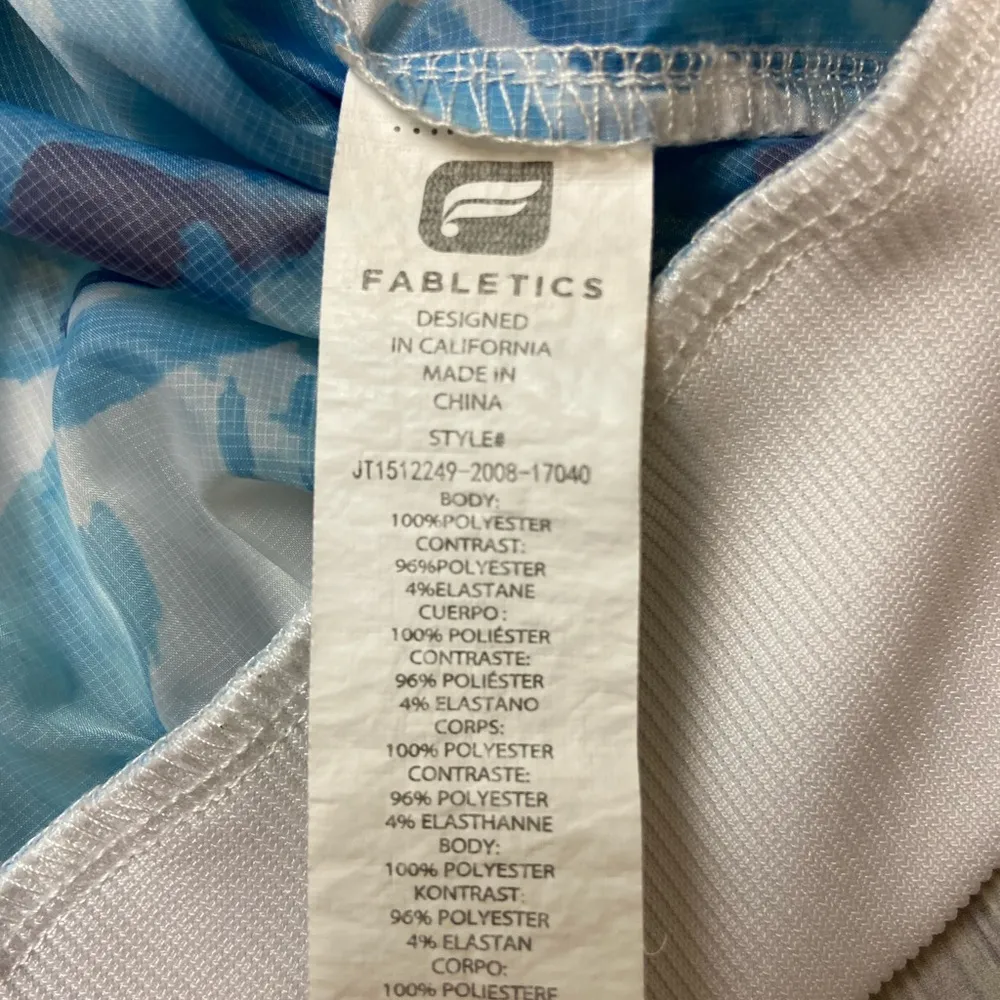 FABLETICS
DESIGNED
IN CALIFORNIA
MADE IN
CHINA
STYLE#
JT1512249-2008-17040
BODY:
100%POLYESTER
CONTRAST:
96%POLYESTER
4%ELASTANE
CUERPO:
100% POLIÉSTER
CONTRASTE:
96% POLIÉSTER
4% ELASTANO
CORPS:
100% POLYESTER
CONTRASTE:
96% POLYESTER
4% ELASTHANNE
BODY:
100% POLYESTER
KONTRAST:
96% POLYESTER
4% ELASTAN
CORPO:
100% POLIESTERE